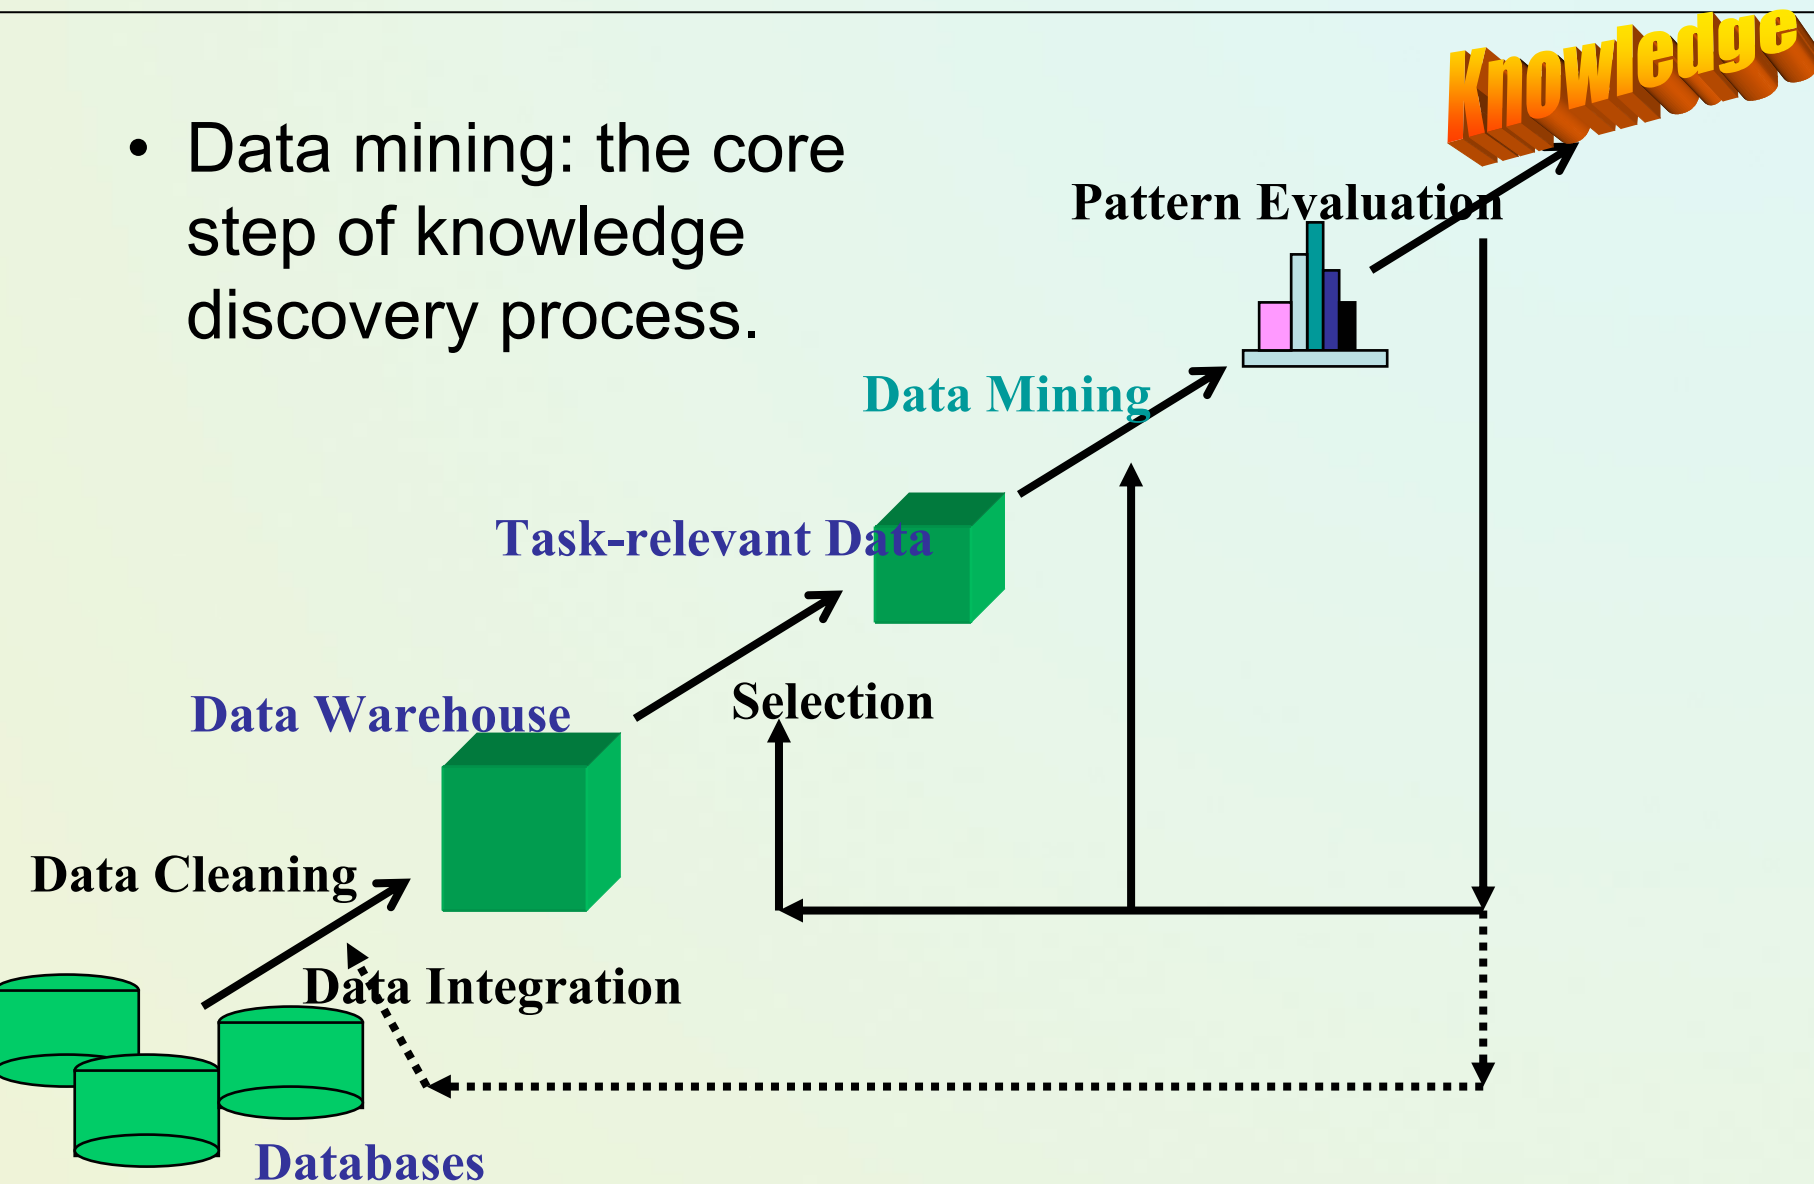 Knowledge
• Data mining: the core
step of knowledge
discovery process.
Pattern Evaluation
Data Mining
Task-relevant Data
Selection
Data Warehouse
Data Cleaning
Data Integration
Databases